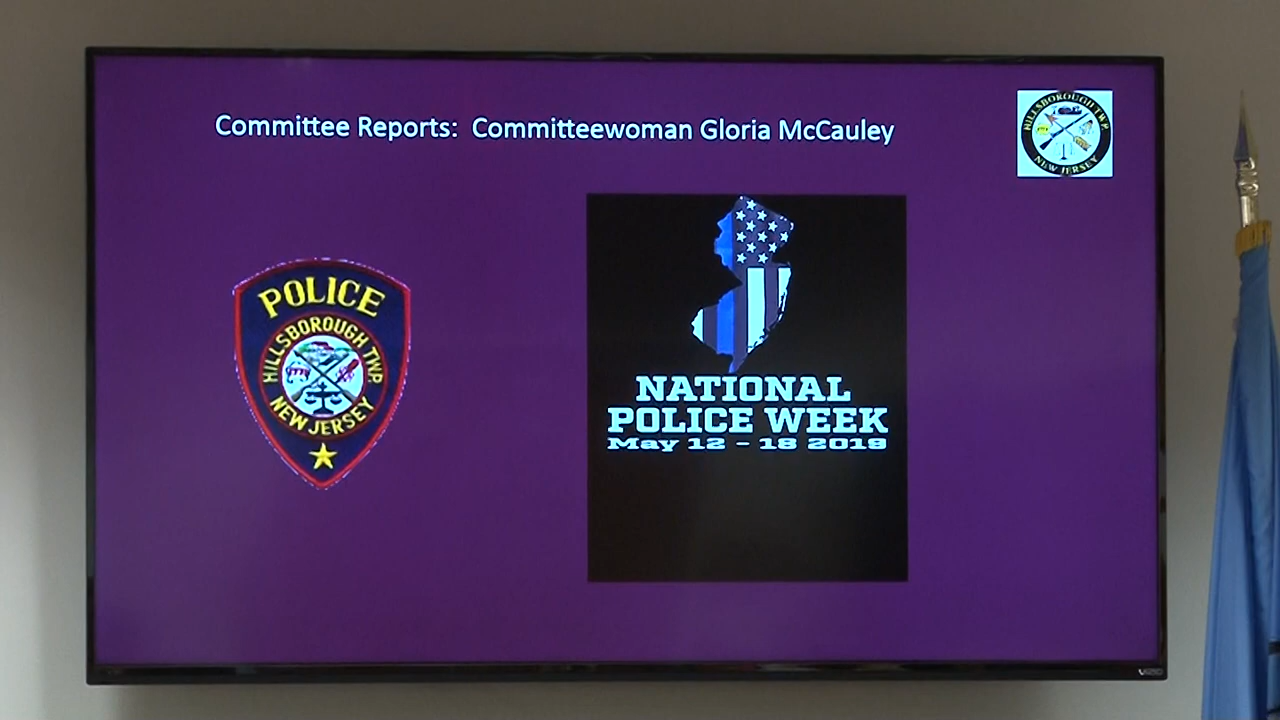 Committee Reports: Committeewoman Gloria McCauley
HILLSBOROUGH TWP
NEW JERSEY
POLICE
HILLSBOROUGH TWP
NEW JERSEY
NATIONAL
POLICE WEEK
May 12 - 18 2019
VIZIO